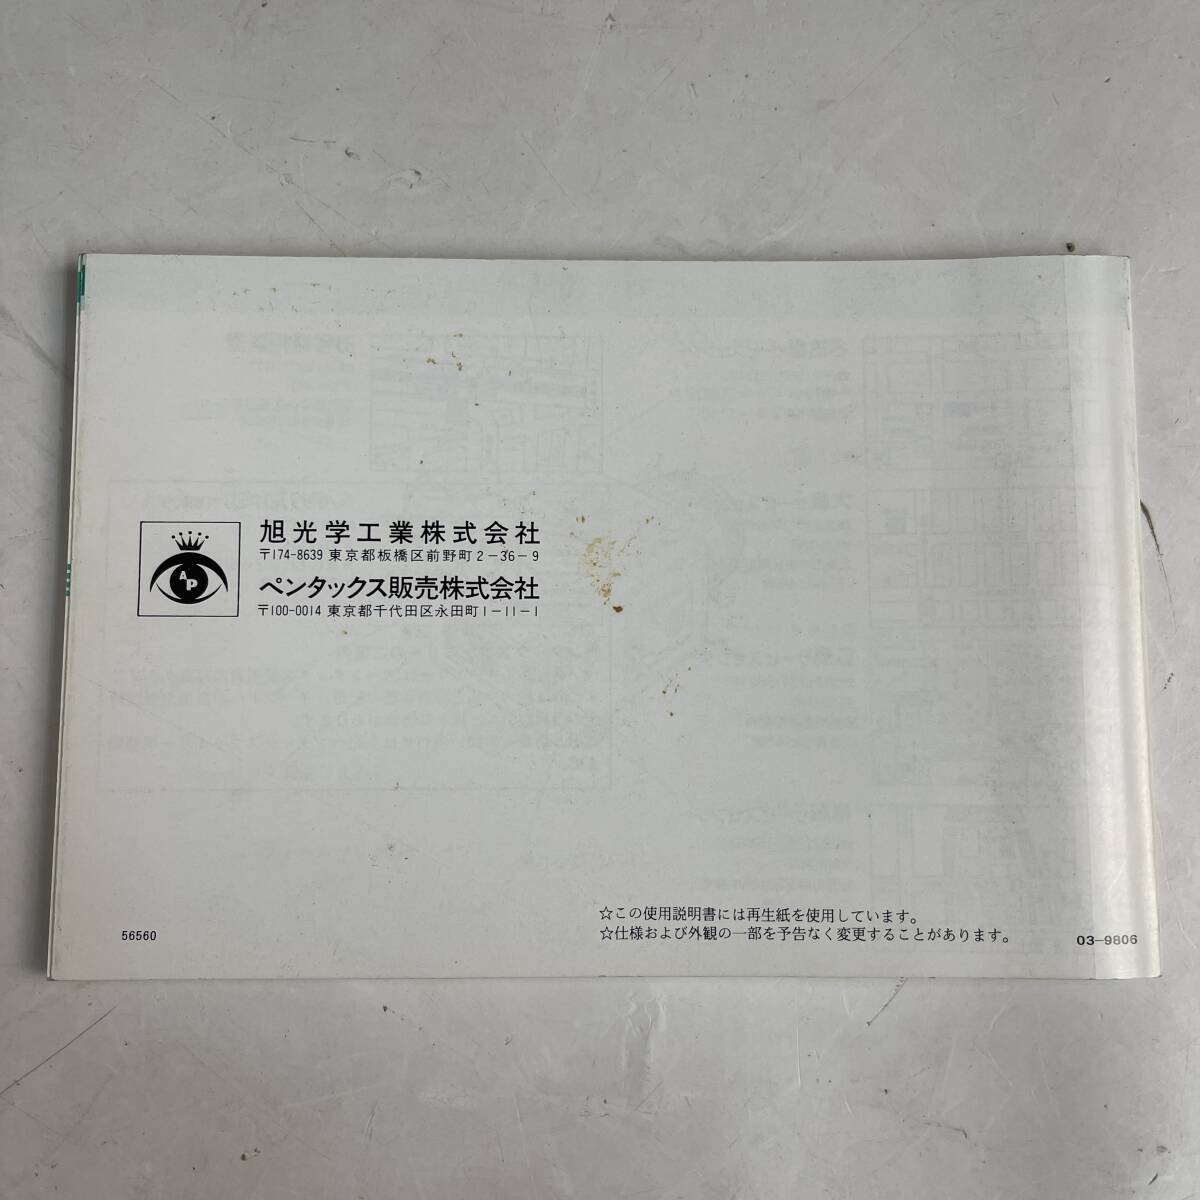 AP
旭光学工業株式会社
〒174-8639 東京都板橋区前野町2-36-9
ペンタックス販売株式会社
〒100-0014 東京都千代田区永田町1-11-1
☆この使用説明書には再生紙を使用しています。
☆仕様および外観の一部を予告なく変更することがあります。
56560
03-9806